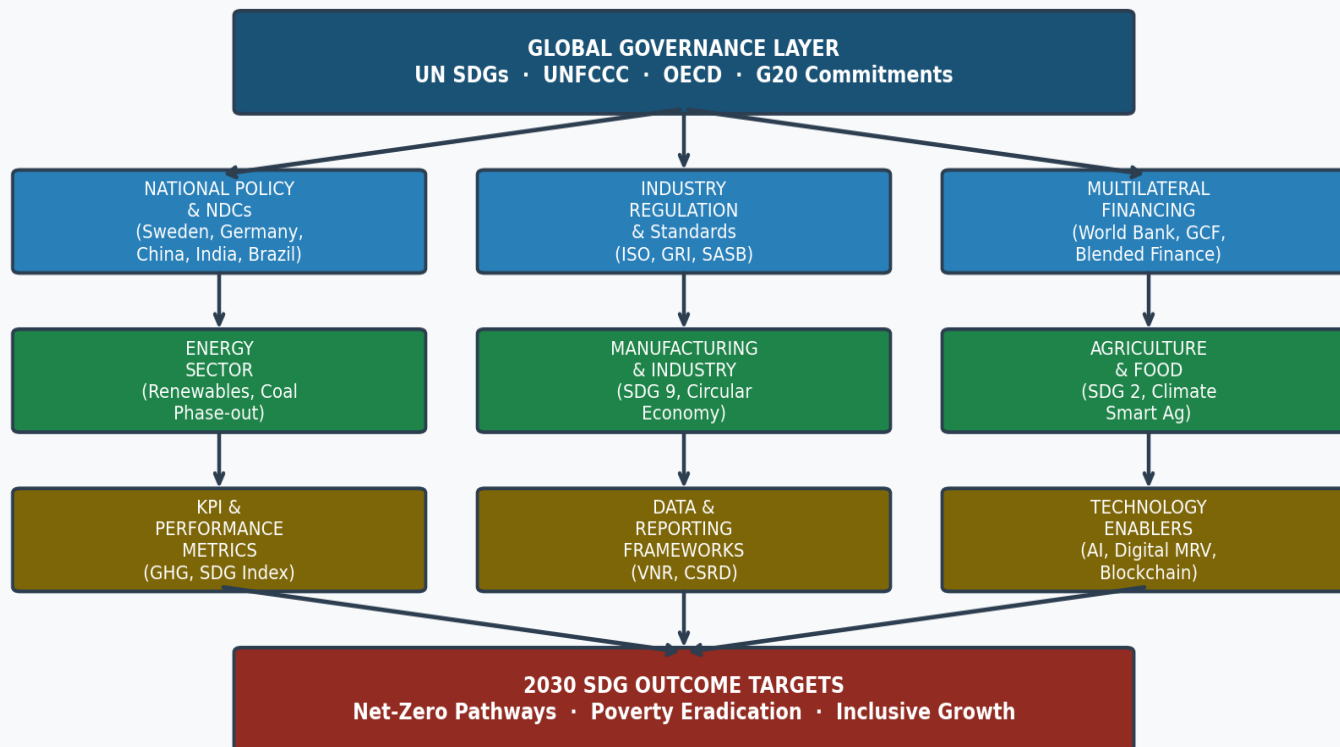 GLOBAL GOVERNANCE LAYER
UN SDGs · UNFCCC · OECD · G20 Commitments
NATIONAL POLICY
& NDCs
(Sweden, Germany,
China, India, Brazil)
INDUSTRY
REGULATION
& Standards
(ISO, GRI, SASB)
MULTILATERAL
FINANCING
(World Bank, GCF,
Blended Finance)
ENERGY
SECTOR
(Renewables, Coal
Phase-out)
MANUFACTURING
& INDUSTRY
(SDG 9, Circular
Economy)
AGRICULTURE
& FOOD
(SDG 2, Climate
Smart Ag)
KPI &
PERFORMANCE
METRICS
(GHG, SDG Index)
DATA &
REPORTING
FRAMEWORKS
(VNR, CSRD)
TECHNOLOGY
ENABLERS
(AI, Digital MRV,
Blockchain)
2030 SDG OUTCOME TARGETS
Net-Zero Pathways · Poverty Eradication · Inclusive Growth